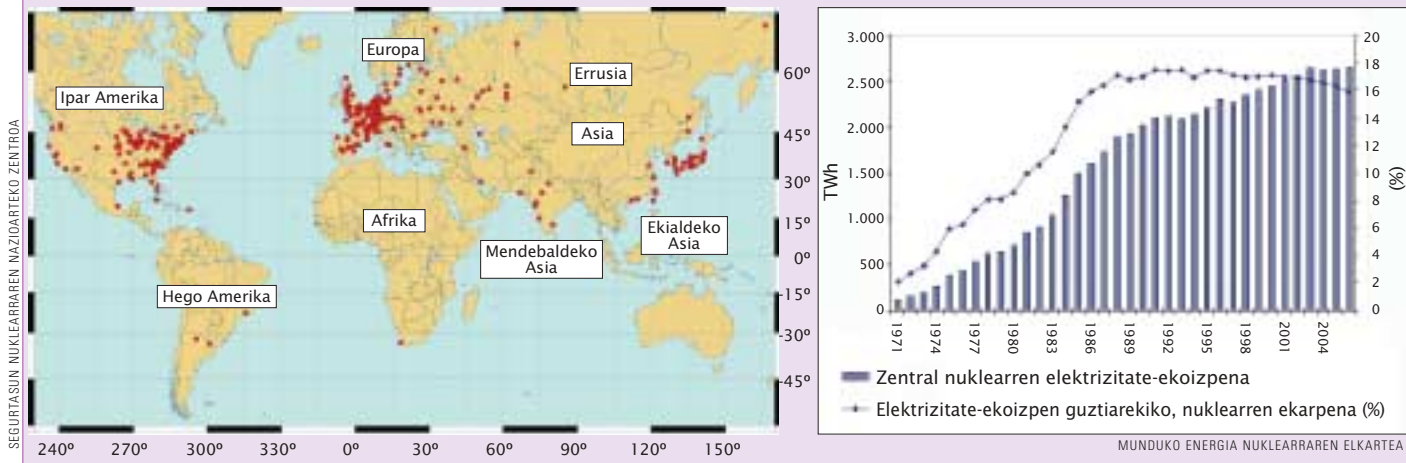 SEGURTASUN NUKLEARRAREN NAZIOARTEKO ZENTROA
Europa
Errusia
Ipar Amerika
Asia
Afrika
Ekialdeko
Asia
Mendebaldeko
Asia
Hego Amerika
60º
45º
30º
15º
0º
-15º
-30º
-45º
240º 270º 300º 330º 0º 30º 60º 90º 120º 150º
3.000
2.500
2.000
1.500
1.000
500
0
TWh
20
18
16
14
12
10
8
6
4
2
0
(%)
1971 1974 1977 1980 1983 1986 1989 1992 1995 1998 2001 2004
Zentral nuklearren elektrizitate-ekoizpena
Elektrizitate-ekoizpen guztiarekiko, nuklearren ekarpena (%)
MUNDUKO ENERGIA NUKLEARRAREN ELKARTEA